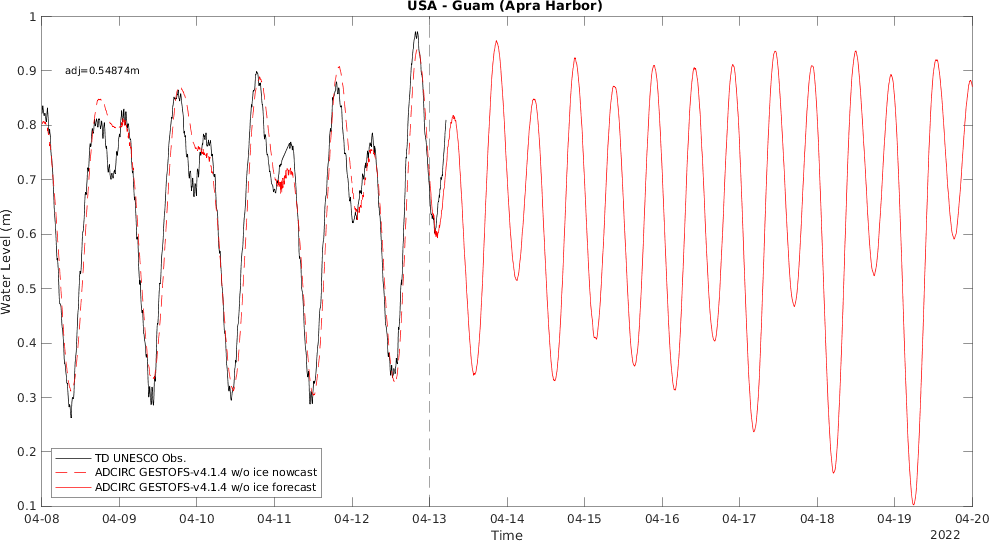 USA - Guam (Apra Harbor)
1
0.9
0.8
0.7
0.6
0.5
0.4
0.3
0.2
0.1
adj=0.54874m
Water Level (m)
TD UNESCO Obs.
ADCIRC GESTOFS-v4.1.4 w/o ice nowcast
ADCIRC GESTOFS-v4.1.4 w/o ice forecast
04-08 04-09 04-10 04-11 04-12 04-13 04-14 04-15 04-16 04-17 04-18 04-19 04-20
Time
2022